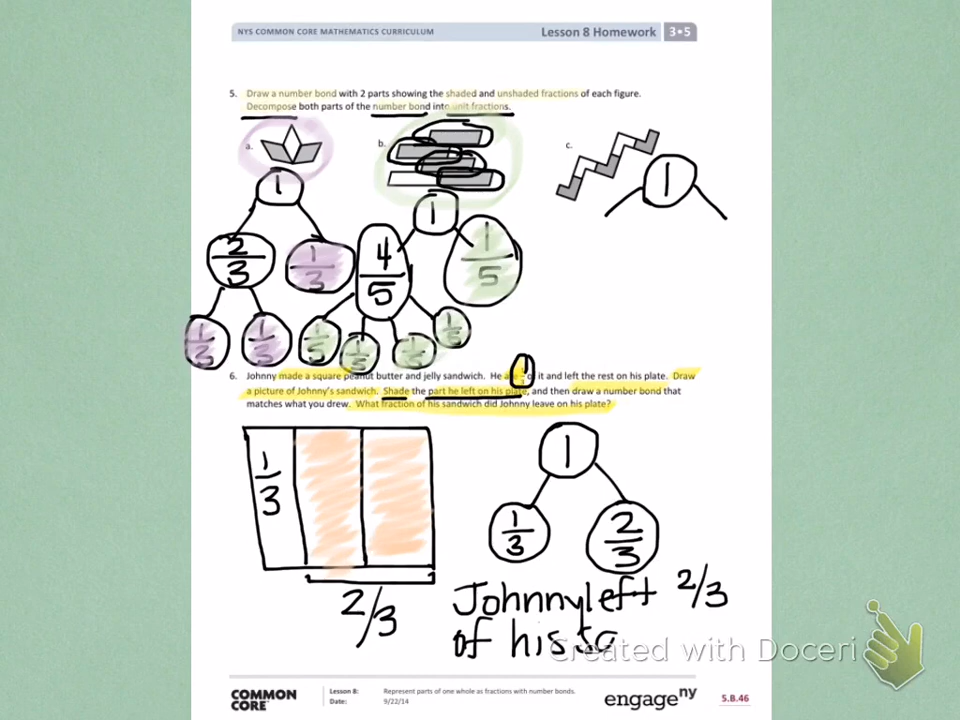 NYS COMMON CORE MATHEMATICS CURRICULUM Lesson 8 Homework 3•5
5. Draw a number bond with 2 parts showing the shaded and unshaded fractions of each figure.
Decompose both parts of the number bond into unit fractions.
a. b. c.
1 1 1
2/3 1/3 4/5 1/5
1/3 1/3 1/5 1/5 1/5 1/5
6. Johnny made a square peanut butter and jelly sandwich. He it and left the rest on his plate. Draw
a picture of Johnny's sandwich. Shade the part he left on his plate, and then draw a number bond that
matches what you drew. What fraction of his sandwich did Johnny leave on his plate?
1/3 1
1/3 2/3
2/3
Johnny left 2/3
of his sa
Created with Doceri
COMMON CORE
Lesson 8: Represent parts of one whole as fractions with number bonds.
Date: 9/22/14
engage ny
5.B.46